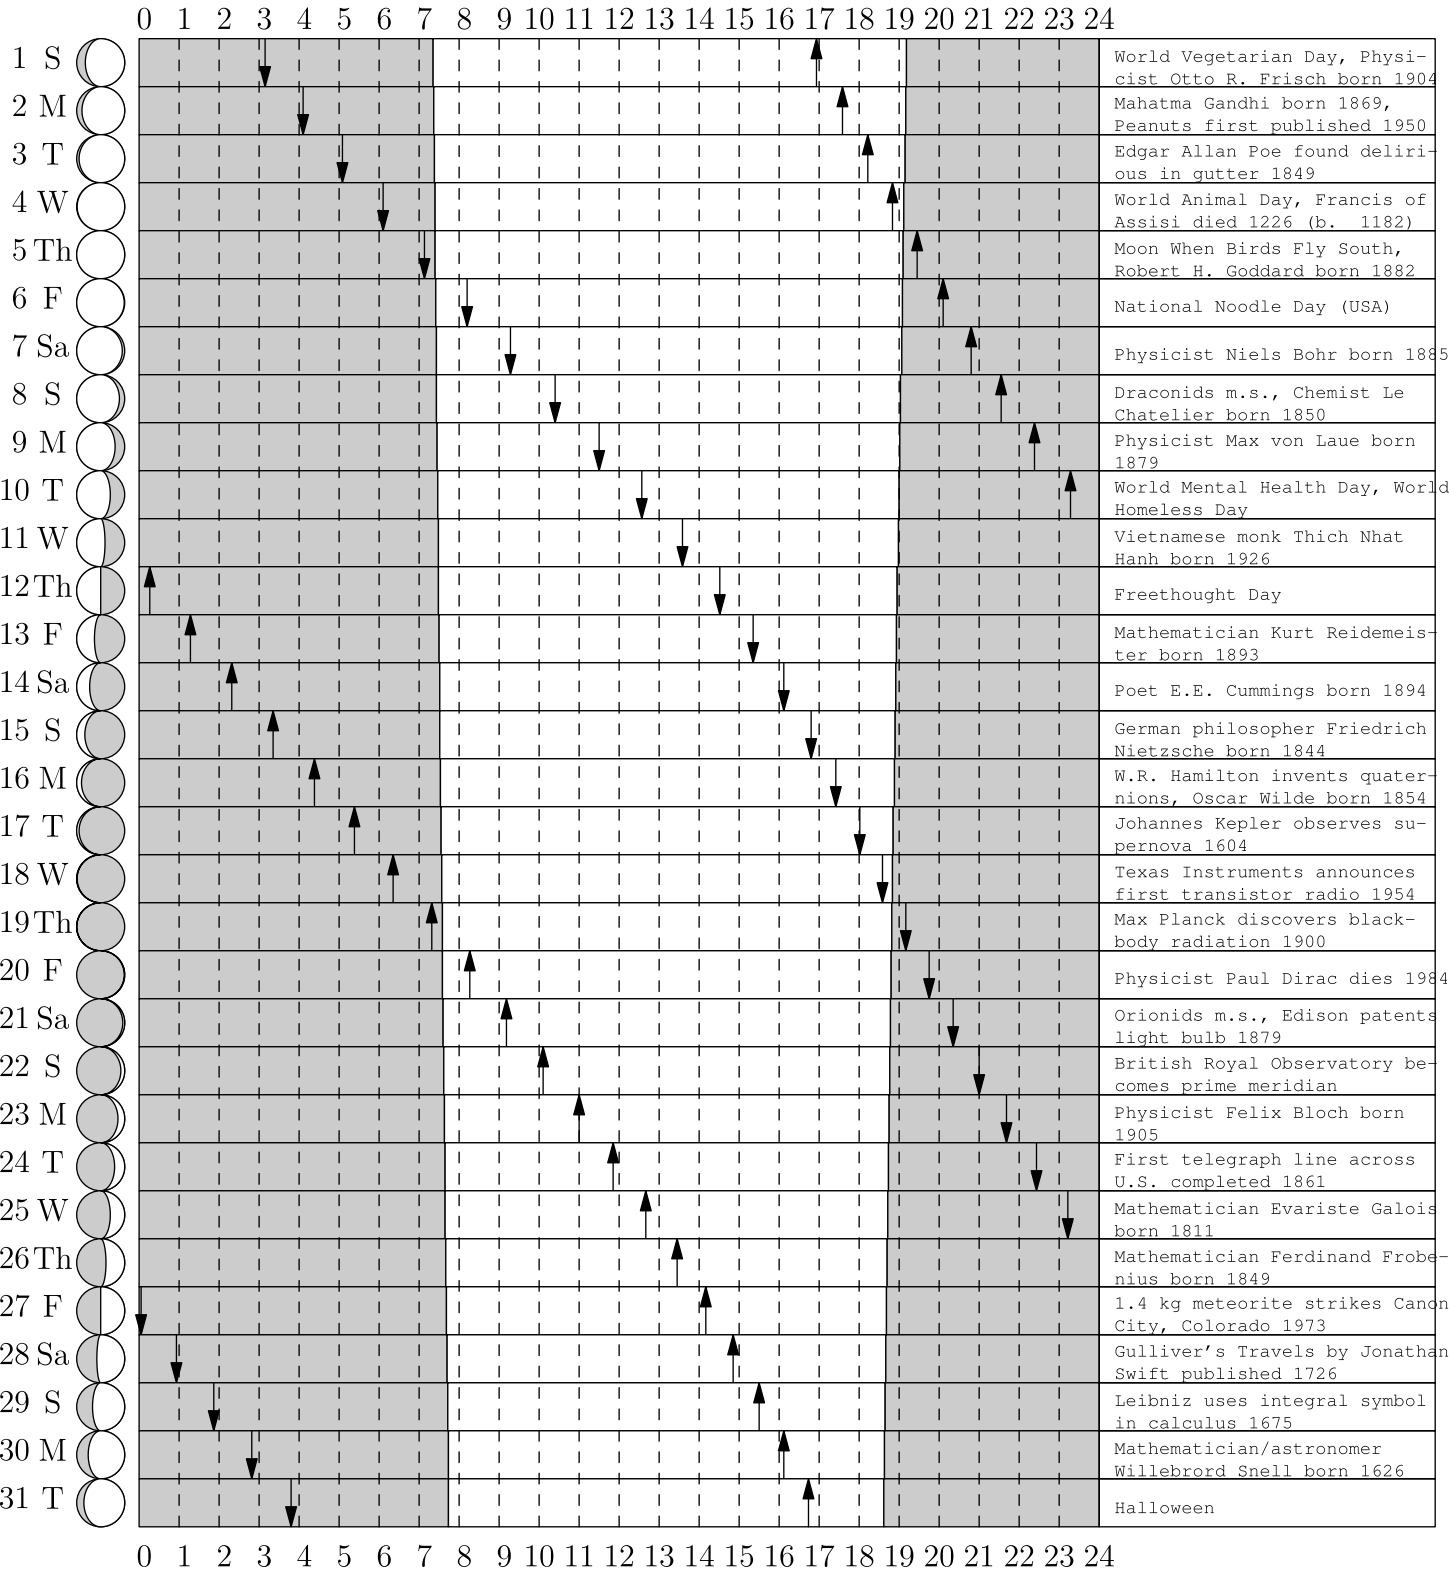 0 1 2 3 4 5 6 7 8 9 10 11 12 13 14 15 16 17 18 19 20 21 22 23 24
1 S World Vegetarian Day, Physi-
cist Otto R. Frisch born 1904
2 M Mahatma Gandhi born 1869,
Peanuts first published 1950
3 T Edgar Allan Poe found deliri-
ous in gutter 1849
4 W World Animal Day, Francis of
Assisi died 1226 (b. 1182)
5 Th Moon When Birds Fly South,
Robert H. Goddard born 1882
6 F National Noodle Day (USA)
7 Sa Physicist Niels Bohr born 1885
8 S Draconids m.s., Chemist Le
Chatelier born 1850
9 M Physicist Max von Laue born
1879
10 T World Mental Health Day, World
Homeless Day
11 W Vietnamese monk Thich Nhat
Hanh born 1926
12 Th Freethought Day
13 F Mathematician Kurt Reidemeis-
ter born 1893
14 Sa Poet E.E. Cummings born 1894
15 S German philosopher Friedrich
Nietzsche born 1844
16 M W.R. Hamilton invents quater-
nions, Oscar Wilde born 1854
17 T Johannes Kepler observes su-
pernova 1604
18 W Texas Instruments announces
first transistor radio 1954
19 Th Max Planck discovers black-
body radiation 1900
20 F Physicist Paul Dirac dies 1984
21 Sa Orionids m.s., Edison patents
light bulb 1879
22 S British Royal Observatory be-
comes prime meridian
23 M Physicist Felix Bloch born
1905
24 T First telegraph line across
U.S. completed 1861
25 W Mathematician Evariste Galois
born 1811
26 Th Mathematician Ferdinand Frobe-
nius born 1849
27 F 1.4 kg meteorite strikes Canon
City, Colorado 1973
28 Sa Gulliver's Travels by Jonathan
Swift published 1726
29 S Leibniz uses integral symbol
in calculus 1675
30 M Mathematician/astronomer
Willebrord Snell born 1626
31 T Halloween
0 1 2 3 4 5 6 7 8 9 10 11 12 13 14 15 16 17 18 19 20 21 22 23 24